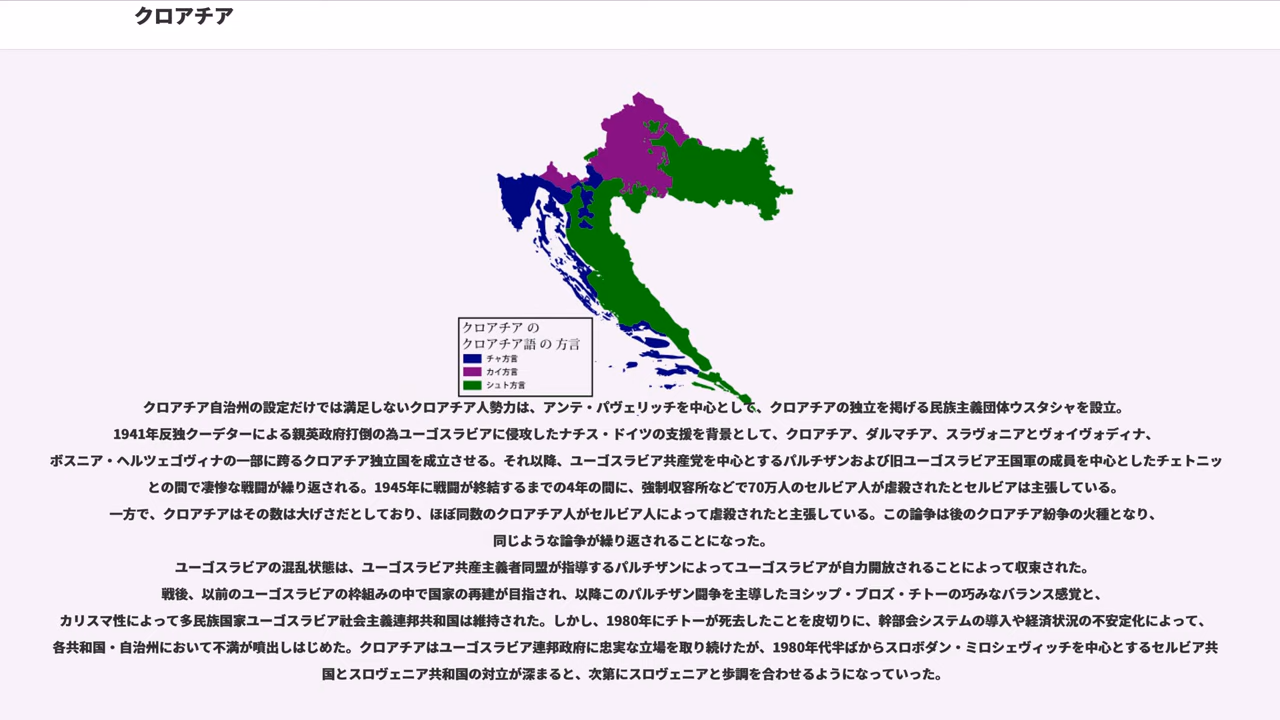 クロアチア
クロアチア の
クロアチア語 の 方言
チャ方言
カイ方言
シュト方言
クロアチア自治州の設定だけでは満足しないクロアチア人勢力は、アンテ・パヴェリッチを中心として、クロアチアの独立を掲げる民族主義団体ウスタシャを設立。
1941年反独クーデターによる親英政府打倒の為ユーゴスラビアに侵攻したナチス・ドイツの支援を背景として、クロアチア、ダルマチア、スラヴォニアとヴォイヴォディナ、
ボスニア・ヘルツェゴヴィナの一部に跨るクロアチア独立国を成立させる。それ以降、ユーゴスラビア共産党を中心とするパルチザンおよび旧ユーゴスラビア王国軍の成員を中心としたチェトニッ
との間で凄惨な戦闘が繰り返される。1945年に戦闘が終結するまでの4年の間に、強制収容所などで70万人のセルビア人が虐殺されたとセルビアは主張している。
一方で、クロアチアはその数は大げさだとしており、ほぼ同数のクロアチア人がセルビア人によって虐殺されたと主張している。この論争は後のクロアチア紛争の火種となり、
同じような論争が繰り返されることになった。
ユーゴスラビアの混乱状態は、ユーゴスラビア共産主義者同盟が指導するパルチザンによってユーゴスラビアが自力開放されることによって収束された。
戦後、以前のユーゴスラビアの枠組みの中で国家の再建が目指され、以降このパルチザン闘争を主導したヨシップ・ブロズ・チトーの巧みなバランス感覚と、
カリスマ性によって多民族国家ユーゴスラビア社会主義連邦共和国は維持された。しかし、1980年にチトーが死去したことを皮切りに、幹部会システムの導入や経済状況の不安定化によって、
各共和国・自治州において不満が噴出しはじめた。クロアチアはユーゴスラビア連邦政府に忠実な立場を取り続けたが、1980年代半ばからスロボダン・ミロシェヴィッチを中心とするセルビア共
国とスロヴェニア共和国の対立が深まると、次第にスロヴェニアと歩調を合わせるようになっていった。